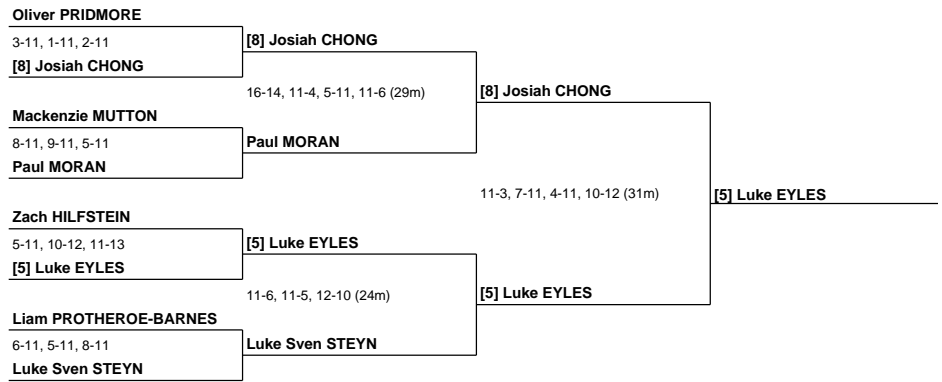 Oliver PRIDMORE
3-11, 1-11, 2-11
[8] Josiah CHONG
[8] Josiah CHONG
16-14, 11-4, 5-11, 11-6 (29m)
[8] Josiah CHONG
Mackenzie MUTTON
8-11, 9-11, 5-11
Paul MORAN
Paul MORAN
11-3, 7-11, 4-11, 10-12 (31m)
[5] Luke EYLES
Zach HILFSTEIN
5-11, 10-12, 11-13
[5] Luke EYLES
[5] Luke EYLES
11-6, 11-5, 12-10 (24m)
[5] Luke EYLES
Liam PROTHEROE-BARNES
6-11, 5-11, 8-11
Luke Sven STEYN
Luke Sven STEYN